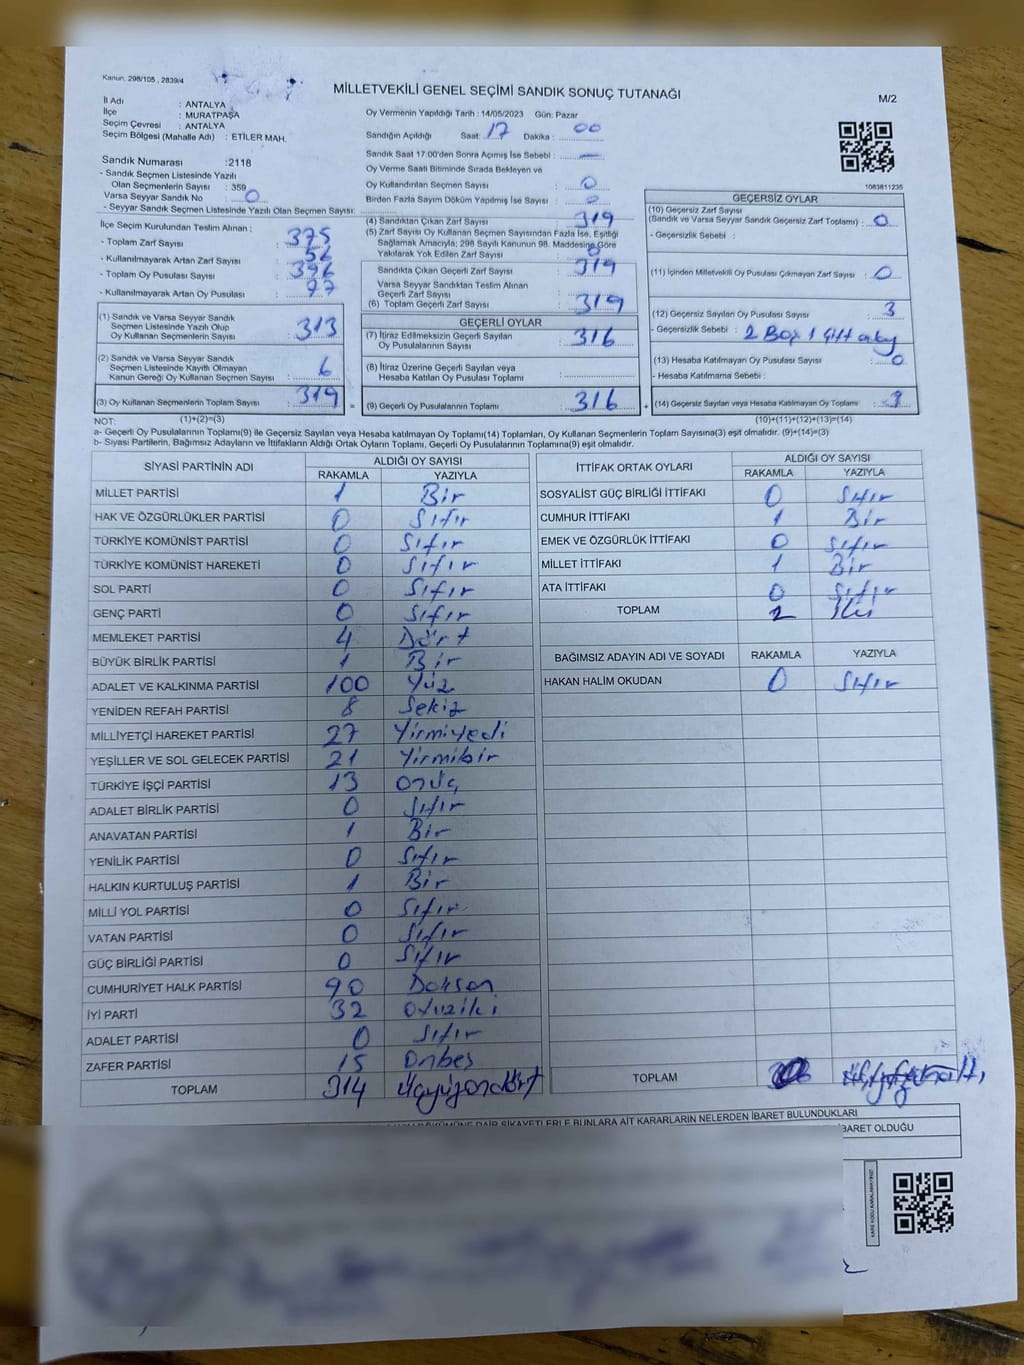 Kanun: 298/105 , 2839/4
MİLLETVEKİLİ GENEL SEÇİMİ SANDIK SONUÇ TUTANAĞI
M/2
İl Adı : ANTALYA
İlçe : MURATPAŞA
Seçim Çevresi : ANTALYA
Seçim Bölgesi (Mahalle Adı) : ETİLER MAH.
Sandık Numarası :2118
- Sandık Seçmen Listesinde Yazılı
Olan Seçmenlerin Sayısı : 359
Varsa Seyyar Sandık No : 0
- Seyyar Sandık Seçmen Listesinde Yazılı Olan Seçmen Sayısı:
Oy Vermenin Yapıldığı Tarih : 14/05/2023 Gün: Pazar
Sandığın Açıldığı Saat: 17 Dakika : 00
Sandık Saat 17:00'den Sonra Açımış İse Sebebi : —
Oy Verme Saati Bitiminde Sırada Bekleyen ve
Oy Kullandırılan Seçmen Sayısı : 0
Birden Fazla Sayım Döküm Yapılmış İse Sayısı : 0
1083811235
İlçe Seçim Kurulundan Teslim Alınan :
- Toplam Zarf Sayısı : 375
- Kullanılmayarak Artan Zarf Sayısı :
- Toplam Oy Pusulası Sayısı : 396
- Kullanılmayarak Artan Oy Pusulası : 77
(1) Sandık ve Varsa Seyyar Sandık
Seçmen Listesinde Yazılı Olup
Oy Kullanan Seçmenlerin Sayısı : 313
(2) Sandık ve Varsa Seyyar Sandık
Seçmen Listesinde Kayıtlı Olmayan
Kanun Gereği Oy Kullanan Seçmen Sayısı : 6
(3) Oy Kullanan Seçmenlerin Toplam Sayısı : 319
(4) Sandıktan Çıkan Zarf Sayısı : 319
(5) Zarf Sayısı Oy Kullanan Seçmen Sayısından Fazla İse, Eşitliği
Sağlamak Amacıyla; 298 Sayılı Kanunun 98. Maddesine Göre
Yakılarak Yok Edilen Zarf Sayısı : 0
Sandıkta Çıkan Geçerli Zarf Sayısı : 319
Varsa Seyyar Sandıktan Teslim Alınan
Geçerli Zarf Sayısı :
(6) Toplam Geçerli Zarf Sayısı : 319
GEÇERLİ OYLAR
(7) İtiraz Edilmeksizin Geçerli Sayılan
Oy Pusulalarının Sayısı : 316
(8) İtiraz Üzerine Geçerli Sayılan veya
Hesaba Katılan Oy Pusulası Toplamı :
= (9) Geçerli Oy Pusulalarının Toplamı : 316
GEÇERSİZ OYLAR
(10) Geçersiz Zarf Sayısı
(Sandık ve Varsa Seyyar Sandık Geçersiz Zarf Toplamı) : 0
- Geçersizlik Sebebi :
(11) İçinden Milletvekili Oy Pusulası Çıkmayan Zarf Sayısı : 0
(12) Geçersiz Sayılan Oy Pusulası Sayısı : 3
- Geçersizlik Sebebi : 2 Boş 1 çift
(13) Hesaba Katılmayan Oy Pusulası Sayısı : 0
- Hesaba Katılmama Sebebi :
+ (14) Geçersiz Sayılan veya Hesaba Katılmayan Oy Toplamı : 3
NOT: (1)+(2)=(3) (10)+(11)+(12)+(13)=(14)
a- Geçerli Oy Pusulalarının Toplamı(9) ile Geçersiz Sayılan veya Hesaba katılmayan Oy Toplamı(14) Toplamları, Oy Kullanan Seçmenlerin Toplam Sayısına(3) eşit olmalıdır. (9)+(14)=(3)
b- Siyasi Partilerin, Bağımsız Adayların ve İttifakların Aldığı Ortak Oyların Toplamı, Geçerli Oy Pusulalarının Toplamına(9) eşit olmalıdır.
SİYASİ PARTİNİN ADI ALDIĞI OY SAYISI
RAKAMLA YAZIYLA
MİLLET PARTİSİ 1 Bir
HAK VE ÖZGÜRLÜKLER PARTİSİ 0 Sıfır
TÜRKİYE KOMÜNİST PARTİSİ 0 Sıfır
TÜRKİYE KOMÜNİST HAREKETİ 0 Sıfır
SOL PARTİ 0 Sıfır
GENÇ PARTİ 0 Sıfır
MEMLEKET PARTİSİ 4 Dört
BÜYÜK BİRLİK PARTİSİ 1 Bir
ADALET VE KALKINMA PARTİSİ 100 Yüz
YENİDEN REFAH PARTİSİ 8 Sekiz
MİLLİYETÇİ HAREKET PARTİSİ 27 Yirmiyedi
YEŞİLLER VE SOL GELECEK PARTİSİ 21 Yirmibir
TÜRKİYE İŞÇİ PARTİSİ 13 Onüç
ADALET BİRLİK PARTİSİ 0 Sıfır
ANAVATAN PARTİSİ 1 Bir
YENİLİK PARTİSİ 0 Sıfır
HALKIN KURTULUŞ PARTİSİ 1 Bir
MİLLİ YOL PARTİSİ 0 Sıfır
VATAN PARTİSİ 0 Sıfır
GÜÇ BİRLİĞİ PARTİSİ 0 Sıfır
CUMHURİYET HALK PARTİSİ 90 Doksan
İYİ PARTİ 32 Otuziki
ADALET PARTİSİ 0 Sıfır
ZAFER PARTİSİ 15 Onbeş
TOPLAM 314 Üçyüzondört
İTTİFAK ORTAK OYLARI ALDIĞI OY SAYISI
RAKAMLA YAZIYLA
SOSYALİST GÜÇ BİRLİĞİ İTTİFAKI 0 Sıfır
CUMHUR İTTİFAKI 1 Bir
EMEK VE ÖZGÜRLÜK İTTİFAKI 0 Sıfır
MİLLET İTTİFAKI 1 Bir
ATA İTTİFAKI 0 Sıfır
TOPLAM 2 İki
BAĞIMSIZ ADAYIN ADI VE SOYADI RAKAMLA YAZIYLA
HAKAN HALİM OKUDAN 0 Sıfır
TOPLAM
DÖKÜMÜNE DAİR ŞİKAYETLERLE BUNLARA AİT KARARLARIN NELERDEN İBARET BULUNDUKLARI
İBARET OLDUĞU